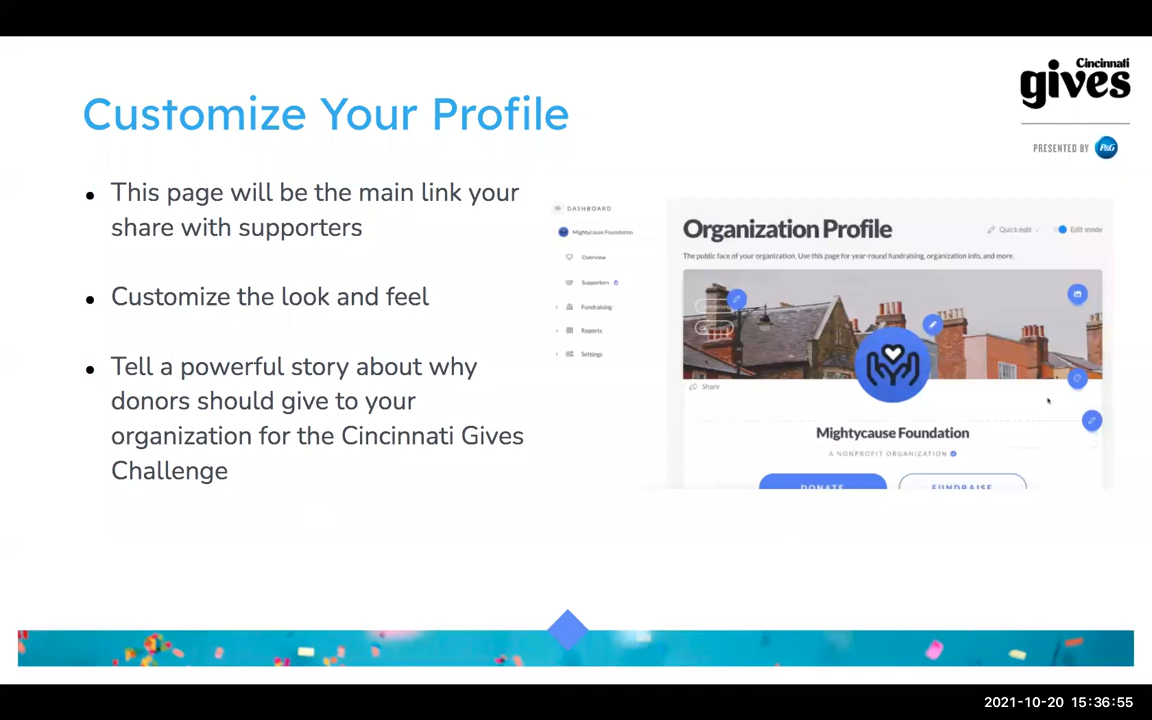 Cincinnati
gives
PRESENTED BY P&G
Customize Your Profile
This page will be the main link your
share with supporters
Customize the look and feel
Tell a powerful story about why
donors should give to your
organization for the Cincinnati Gives
Challenge
DASHBOARD
Mightycause Foundation
Overview
Supporters
Fundraising
Reports
Settings
Organization Profile
Quick edit
Edit mode
The public face of your organization. Use this page for year-round fundraising, organization info, and more.
Share
Mightycause Foundation
A NONPROFIT ORGANIZATION
DONATE
FUNDRAISE
2021-10-20 15:36:55